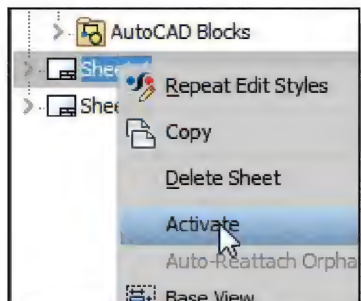 AutoCAD Blocks
Shee
Repeat Edit Styles
Shee
Copy
Delete Sheet
Activate
Auto-Reattach Orpha
Base View